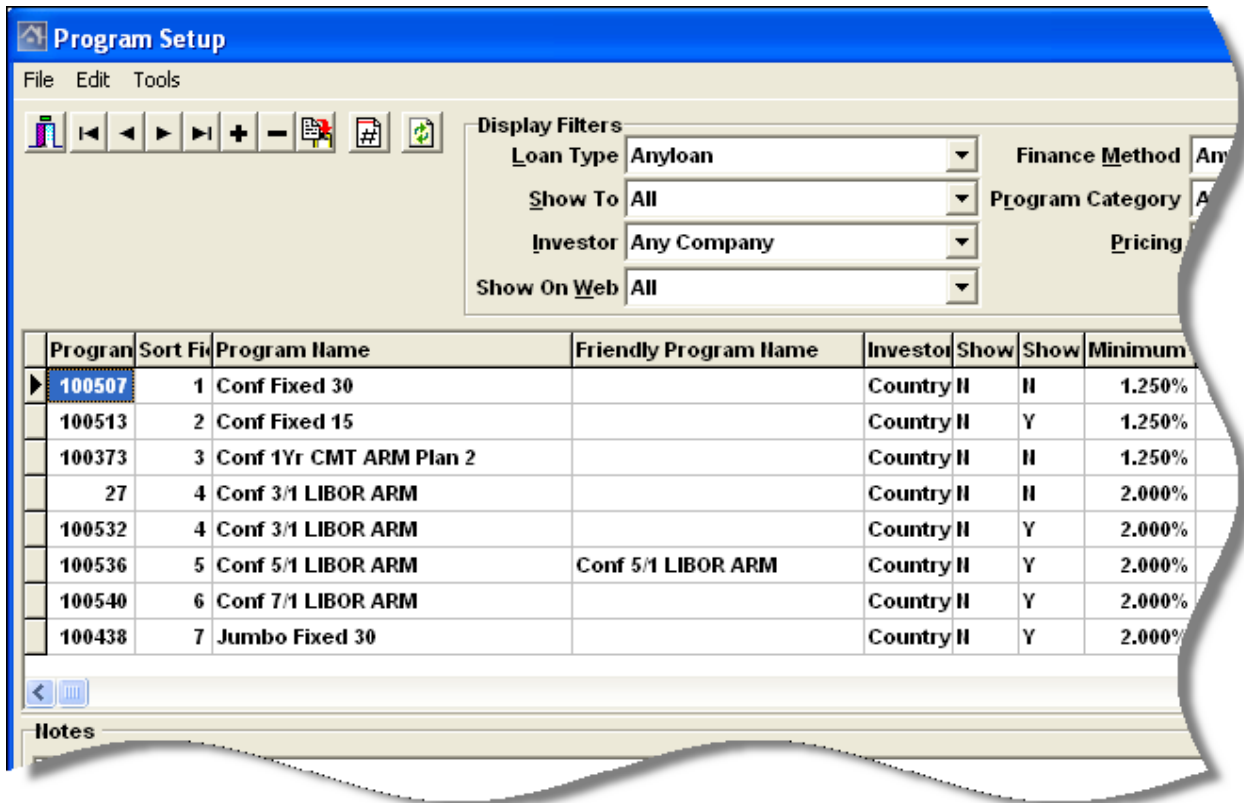 Program Setup
File Edit Tools
Display Filters
Loan Type Anyloan Finance Method Any
Show To All Program Category A
Investor Any Company Pricing
Show On Web All
Program Sort Fi Program Name Friendly Program Name Investor Show Show Minimum
100507 1 Conf Fixed 30 Country N N 1.250%
100513 2 Conf Fixed 15 Country N Y 1.250%
100373 3 Conf 1Yr CMT ARM Plan 2 Country N N 1.250%
27 4 Conf 3/1 LIBOR ARM Country N N 2.000%
100532 4 Conf 3/1 LIBOR ARM Country N Y 2.000%
100536 5 Conf 5/1 LIBOR ARM Conf 5/1 LIBOR ARM Country N Y 2.000%
100540 6 Conf 7/1 LIBOR ARM Country N Y 2.000%
100438 7 Jumbo Fixed 30 Country N Y 2.000%
Notes